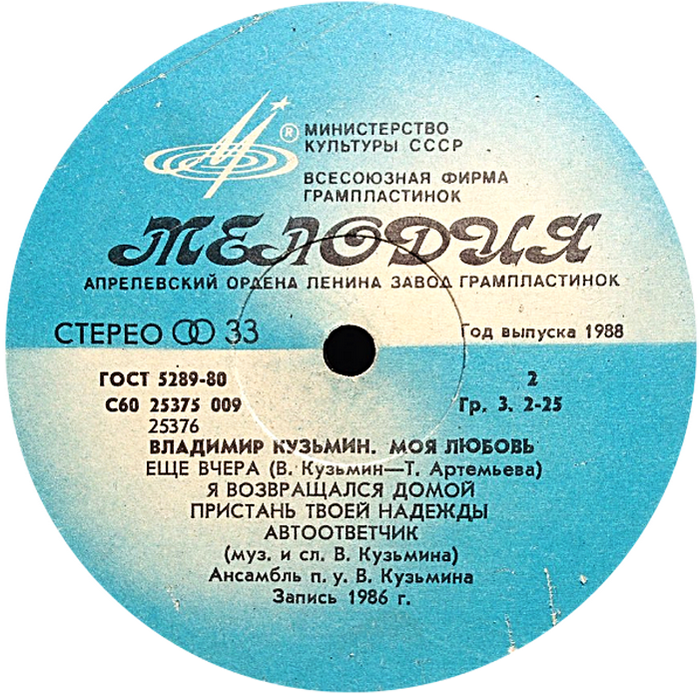 ® МИНИСТЕРСТВО
КУЛЬТУРЫ СССР
ВСЕСОЮЗНАЯ ФИРМА
ГРАМПЛАСТИНОК
МЕЛОДИЯ
АПРЕЛЕВСКИЙ ОРДЕНА ЛЕНИНА ЗАВОД ГРАМПЛАСТИНОК
СТЕРЕО 33 Год выпуска 1988
ГОСТ 5289-80 2
С60 25375 009 Гр. 3. 2-25
25376
ВЛАДИМИР КУЗЬМИН. МОЯ ЛЮБОВЬ
ЕЩЕ ВЧЕРА (В. Кузьмин—Т. Артемьева)
Я ВОЗВРАЩАЛСЯ ДОМОЙ
ПРИСТАНЬ ТВОЕЙ НАДЕЖДЫ
АВТООТВЕТЧИК
(муз. и сл. В. Кузьмина)
Ансамбль п. у. В. Кузьмина
Запись 1986 г.